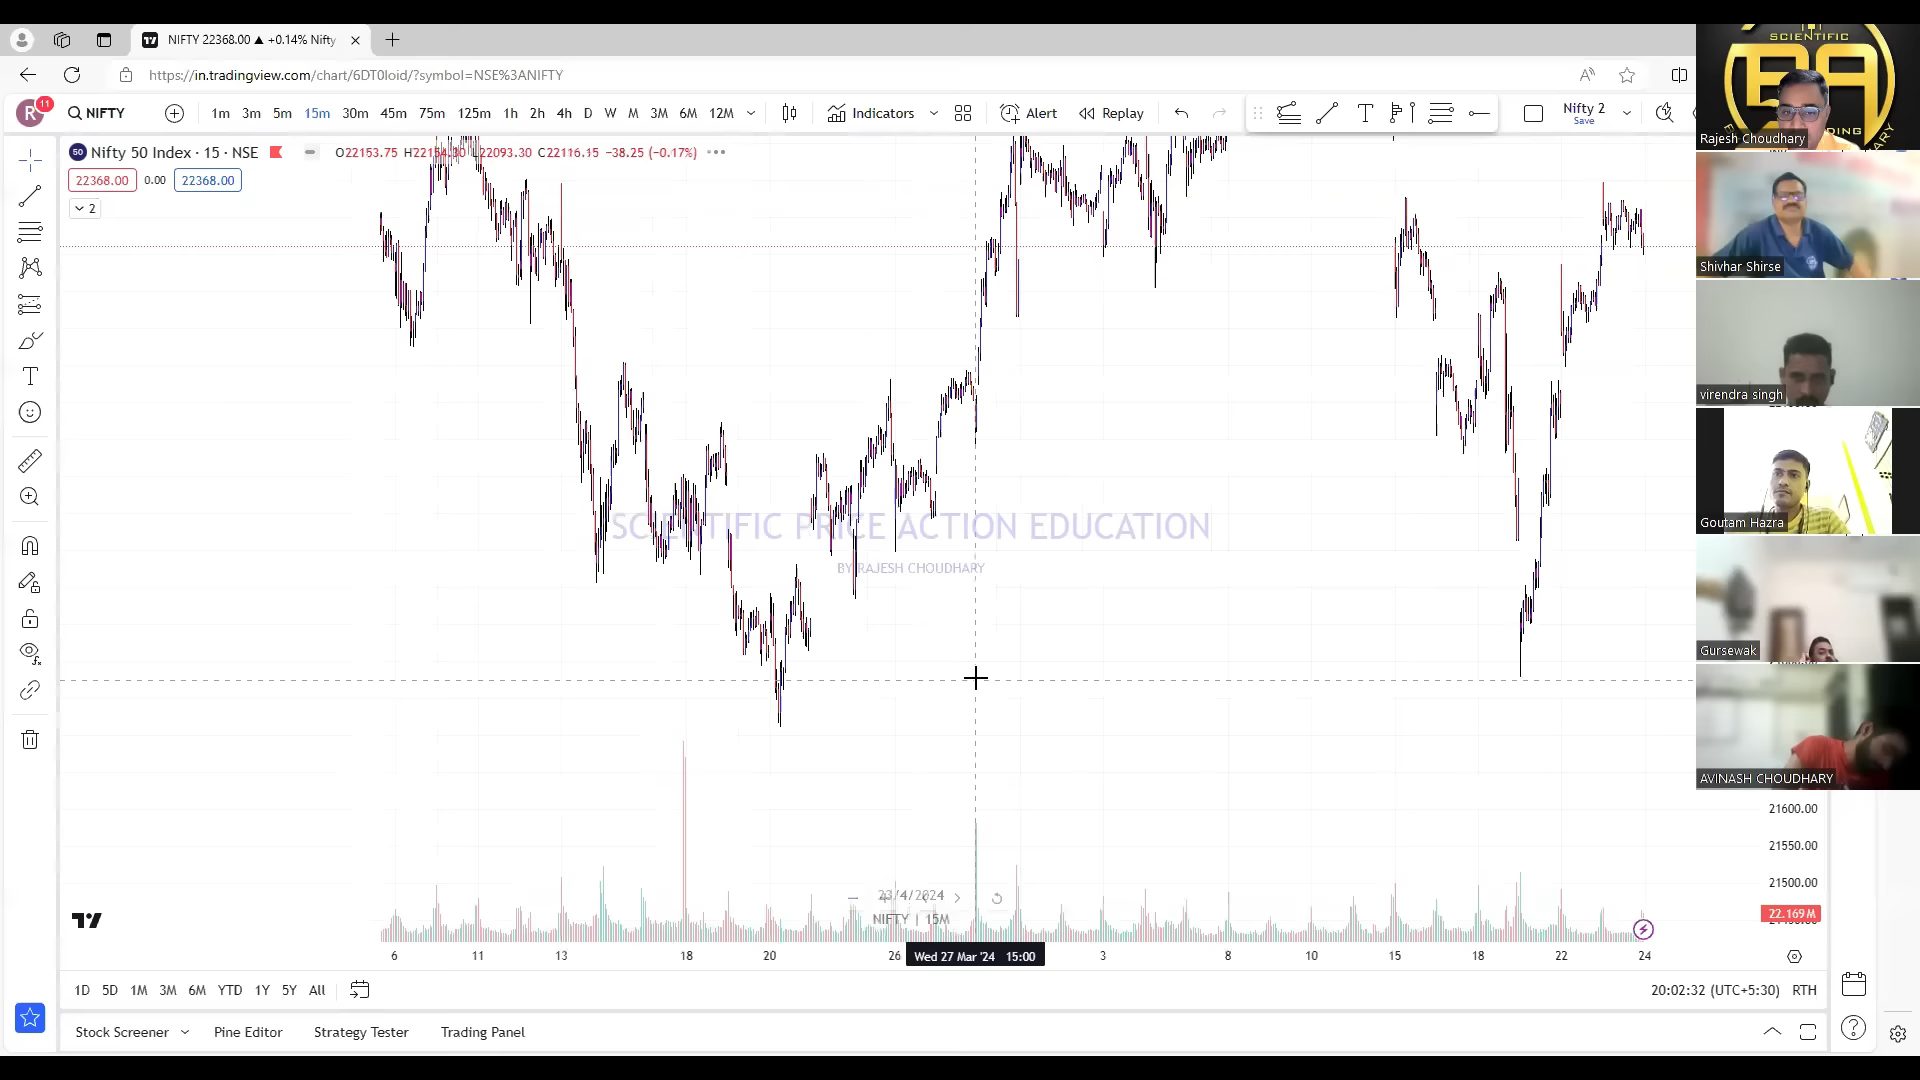 NIFTY 22368.00 ▲ +0.14% Nifty
https://in.tradingview.com/chart/6DT0loid/?symbol=NSE%3ANIFTY
R 11 NIFTY 1m 3m 5m 15m 30m 45m 75m 125m 1h 2h 4h D W M 3M 6M 12M Indicators Alert Replay Nifty 2
Save
50 Nifty 50 Index · 15 · NSE O22153.75 H22154.30 L22093.30 C22116.15 −38.25 (−0.17%)
22368.00 0.00 22368.00
2
SCIENTIFIC
Rajesh Choudhary
Shivhar Shirse
virendra singh
Goutam Hazra
Gursewak
AVINASH CHOUDHARY
SCIENTIFIC PRICE ACTION EDUCATION
BY RAJESH CHOUDHARY
21600.00
21550.00
21500.00
22.169M
23/4/2024
NIFTY | 15M
6 11 13 18 20 26 Wed 27 Mar '24 15:00 3 8 10 15 18 22 24
1D 5D 1M 3M 6M YTD 1Y 5Y All 20:02:32 (UTC+5:30) RTH
Stock Screener Pine Editor Strategy Tester Trading Panel